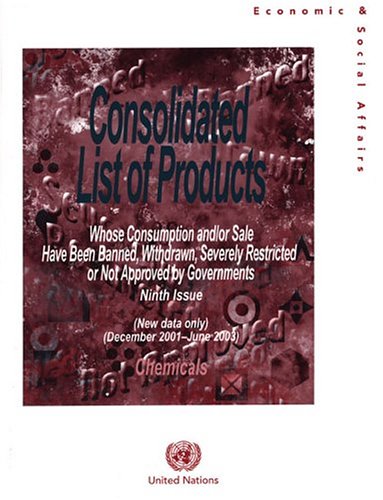 Economic &
Social Affairs
Consolidated
List of Products
Whose Consumption and/or Sale
Have Been Banned, Withdrawn, Severely Restricted
or Not Approved by Governments
Ninth Issue
(New data only)
(December 2001–June 2003)
Chemicals
United Nations